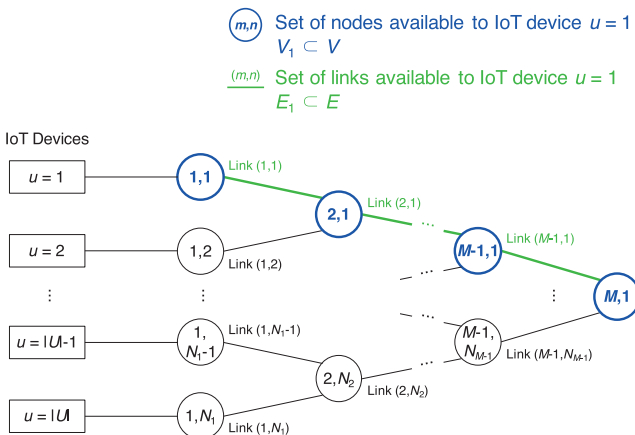 m,n Set of nodes available to IoT device u = 1
V₁ ⊂ V
(m,n) Set of links available to IoT device u = 1
E₁ ⊂ E
IoT Devices
u = 1
1,1
Link (1,1)
2,1
Link (2,1)
...
u = 2
1,2
Link (1,2)
M-1,1
Link (M-1,1)
...
⋮
⋮
⋮
M,1
u = |U|-1
1,
N₁-1
Link (1,N₁-1)
...
M-1,
N_{M-1}
Link (M-1,N_{M-1})
2,N₂
Link (2,N₂)
...
u = |U|
1,N₁
Link (1,N₁)